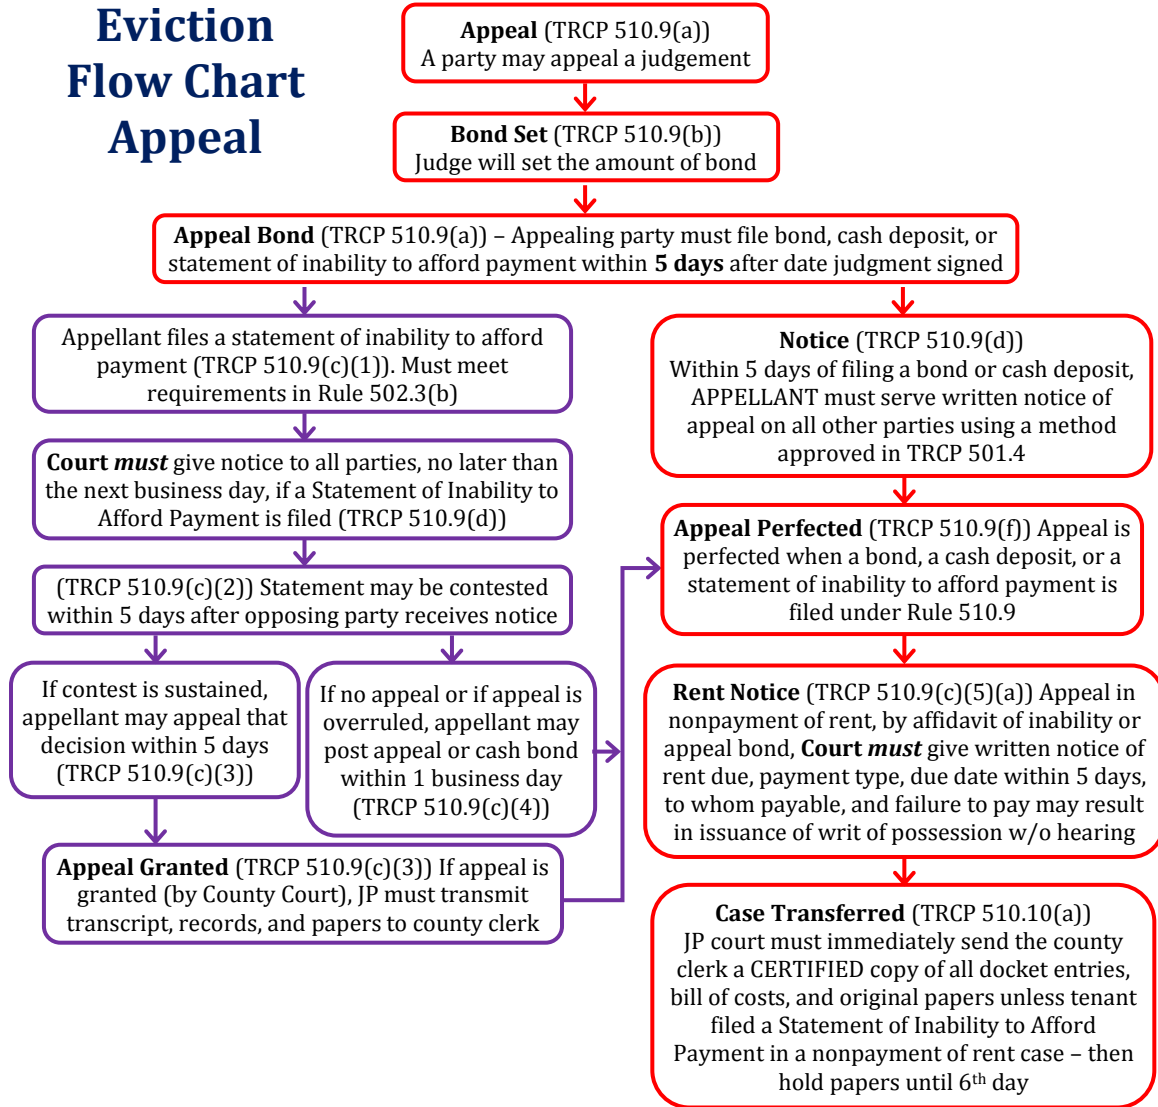 Eviction
Flow Chart
Appeal
Appeal (TRCP 510.9(a))
A party may appeal a judgement
Bond Set (TRCP 510.9(b))
Judge will set the amount of bond
Appeal Bond (TRCP 510.9(a)) – Appealing party must file bond, cash deposit, or
statement of inability to afford payment within 5 days after date judgment signed
Appellant files a statement of inability to afford
payment (TRCP 510.9(c)(1)). Must meet
requirements in Rule 502.3(b)
Court must give notice to all parties, no later than
the next business day, if a Statement of Inability to
Afford Payment is filed (TRCP 510.9(d))
(TRCP 510.9(c)(2)) Statement may be contested
within 5 days after opposing party receives notice
If contest is sustained,
appellant may appeal that
decision within 5 days
(TRCP 510.9(c)(3))
If no appeal or if appeal is
overruled, appellant may
post appeal or cash bond
within 1 business day
(TRCP 510.9(c)(4))
Appeal Granted (TRCP 510.9(c)(3)) If appeal is
granted (by County Court), JP must transmit
transcript, records, and papers to county clerk
Notice (TRCP 510.9(d))
Within 5 days of filing a bond or cash deposit,
APPELLANT must serve written notice of
appeal on all other parties using a method
approved in TRCP 501.4
Appeal Perfected (TRCP 510.9(f)) Appeal is
perfected when a bond, a cash deposit, or a
statement of inability to afford payment is
filed under Rule 510.9
Rent Notice (TRCP 510.9(c)(5)(a)) Appeal in
nonpayment of rent, by affidavit of inability or
appeal bond, Court must give written notice of
rent due, payment type, due date within 5 days,
to whom payable, and failure to pay may result
in issuance of writ of possession w/o hearing
Case Transferred (TRCP 510.10(a))
JP court must immediately send the county
clerk a CERTIFIED copy of all docket entries,
bill of costs, and original papers unless tenant
filed a Statement of Inability to Afford
Payment in a nonpayment of rent case – then
hold papers until 6th day